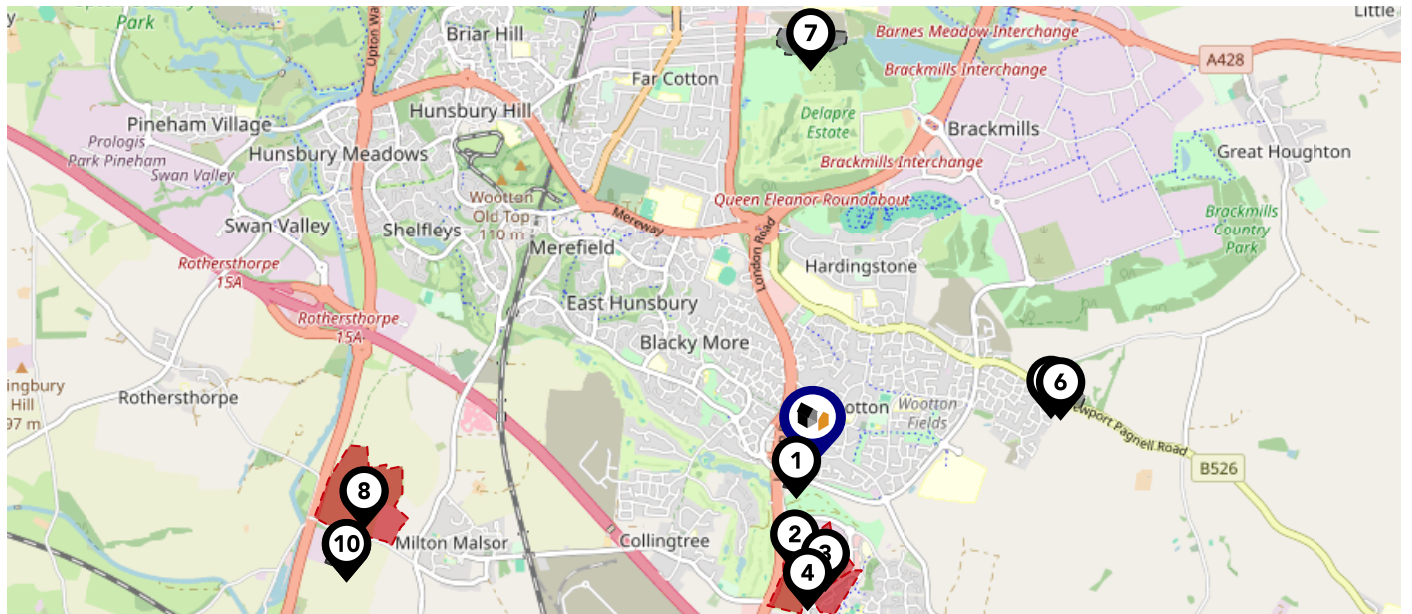 Park
Upton Wa
Briar Hill
7
Barnes Meadow Interchange
Little
A428
Brackmills Interchange
Far Cotton
Hunsbury Hill
Pineham Village
Delapre
Estate
Brackmills
Prologis
Park Pineham
Hunsbury Meadows
Swan Valley
Brackmills Interchange
Great Houghton
Wootton
Old Top
110 m
Queen Eleanor Roundabout
Mereway
Swan Valley
Shelfleys
Merefield
London Road
Brackmills
Country
Park
Rothersthorpe
15A
Hardingstone
East Hunsbury
Rothersthorpe
15A
Blacky More
ingbury
Hill
97 m
Rothersthorpe
6
otton
Wootton
Fields
ewport Pagnell Road
B526
1
8
2
10
Milton Malsor
Collingtree
3
4